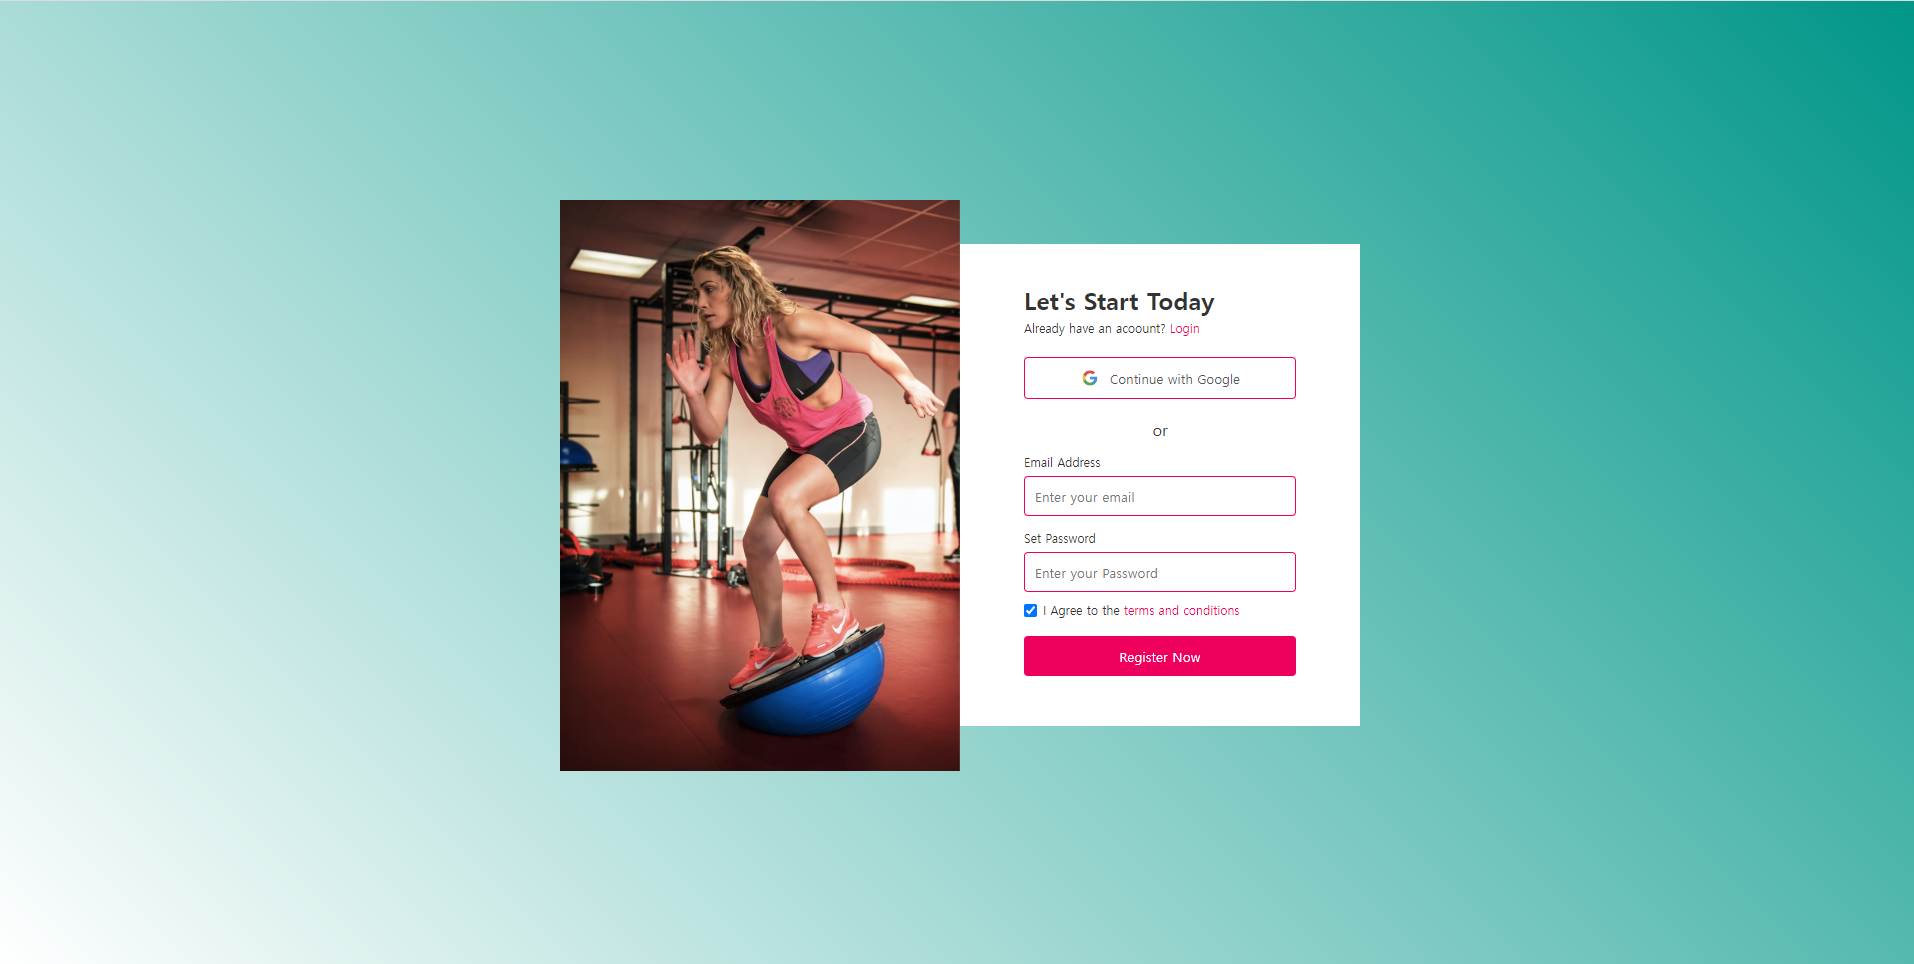 Let's Start Today
Already have an acoount? Login
Continue with Google
or
Email Address
Enter your email
Set Password
Enter your Password
I Agree to the terms and conditions
Register Now